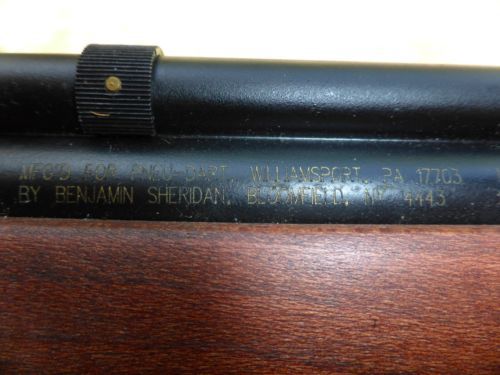 MFG'D FOR PNEU-DART, WILLIAMSPORT, PA 17703
BY BENJAMIN SHERIDAN, BLOOMFIELD, NY 14443